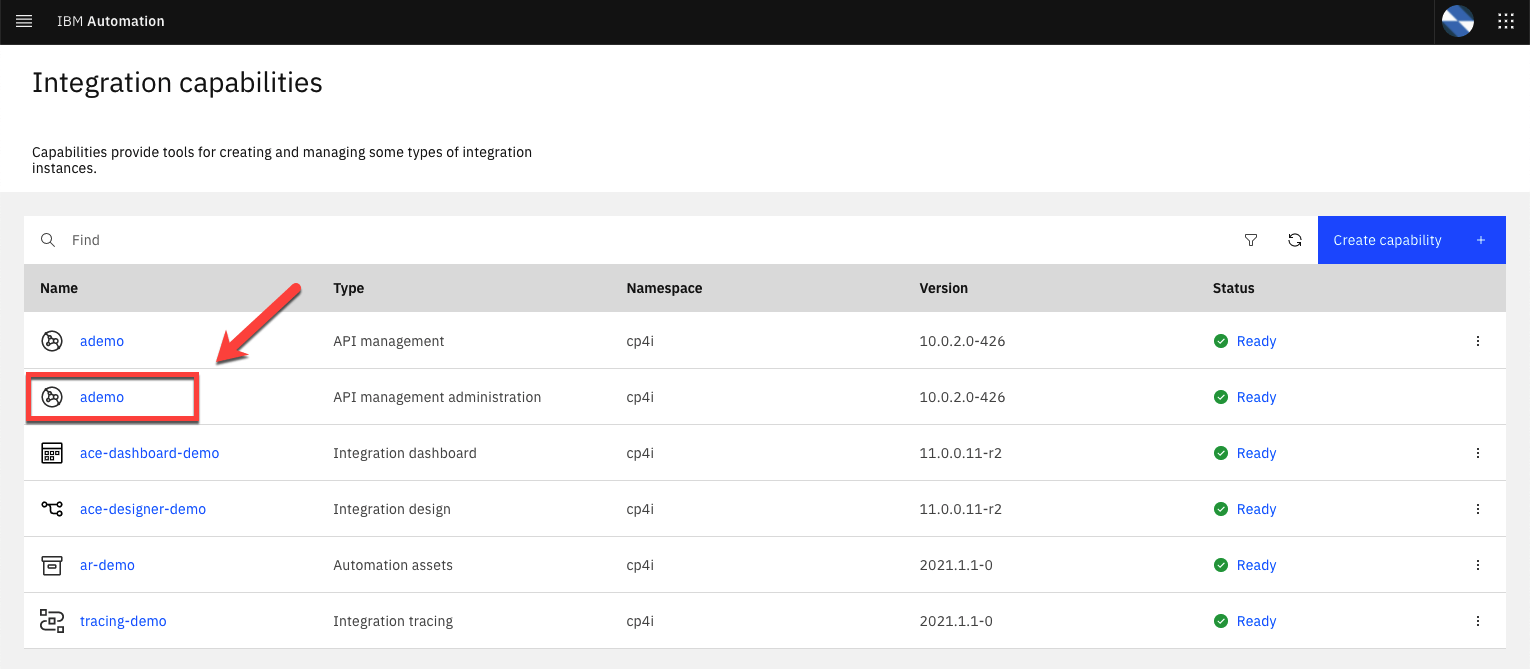 IBM Automation
Integration capabilities
Capabilities provide tools for creating and managing some types of integration
instances.
Find
Create capability +
Name Type Namespace Version Status
ademo API management cp4i 10.0.2.0-426 Ready
ademo API management administration cp4i 10.0.2.0-426 Ready
ace-dashboard-demo Integration dashboard cp4i 11.0.0.11-r2 Ready
ace-designer-demo Integration design cp4i 11.0.0.11-r2 Ready
ar-demo Automation assets cp4i 2021.1.1-0 Ready
tracing-demo Integration tracing cp4i 2021.1.1-0 Ready